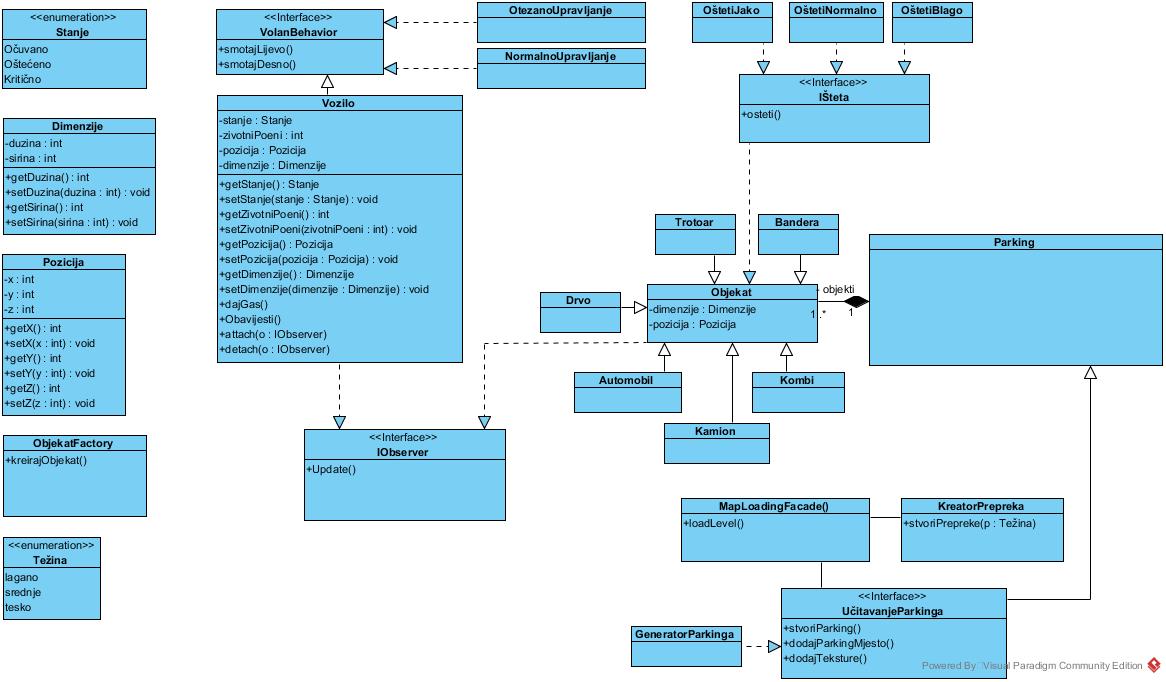 <<enumeration>>
Stanje
Očuvano
Oštećeno
Kritično
Dimenzije
-duzina : int
-sirina : int
+getDuzina() : int
+setDuzina(duzina : int) : void
+getSirina() : int
+setSirina(sirina : int) : void
Pozicija
-x : int
-y : int
-z : int
+getX() : int
+setX(x : int) : void
+getY() : int
+setY(y : int) : void
+getZ() : int
+setZ(z : int) : void
ObjekatFactory
+kreirajObjekat()
<<enumeration>>
Težina
lagano
srednje
tesko
<<Interface>>
VolanBehavior
+smotajLijevo()
+smotajDesno()
OtezanoUpravljanje
NormalnoUpravljanje
Vozilo
-stanje : Stanje
-zivotniPoeni : int
-pozicija : Pozicija
-dimenzije : Dimenzije
+getStanje() : Stanje
+setStanje(stanje : Stanje) : void
+getZivotniPoeni() : int
+setZivotniPoeni(zivotniPoeni : int) : void
+getPozicija() : Pozicija
+setPozicija(pozicija : Pozicija) : void
+getDimenzije() : Dimenzije
+setDimenzije(dimenzije : Dimenzije) : void
+dajGas()
+Obavijesti()
+attach(o : IObserver)
+detach(o : IObserver)
<<Interface>>
IObserver
+Update()
OštetiJako
OštetiNormalno
OštetiBlago
<<Interface>>
IŠteta
+osteti()
Trotoar
Bandera
Drvo
Objekat
-dimenzije : Dimenzije
-pozicija : Pozicija
- objekti
1..*
1
Parking
Automobil
Kombi
Kamion
MapLoadingFacade()
+loadLevel()
KreatorPrepreka
+stvoriPrepreke(p : Težina)
GeneratorParkinga
<<Interface>>
UčitavanjeParkinga
+stvoriParking()
+dodajParkingMjesto()
+dodajTeksture()
Powered By Visual Paradigm Community Edition